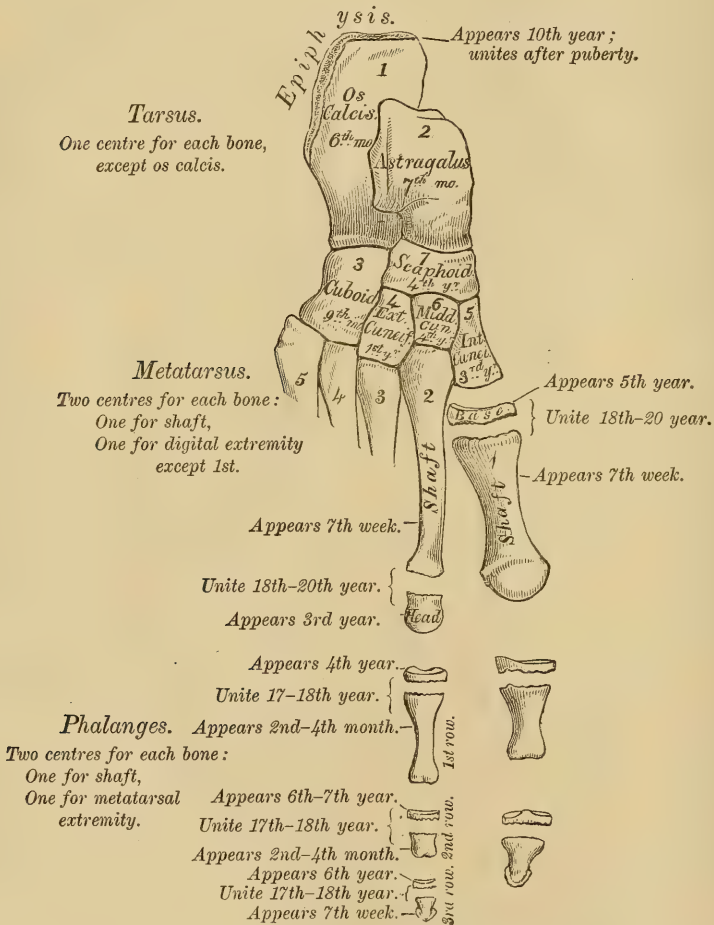 Epiphysis.
Appears 10th year;
unites after puberty.
Tarsus.
One centre for each bone,
except os calcis.
1
Os
Calcis.
6th mo
2
Astragalus
7th mo.
3
Cuboid
9th mo
7
Scaphoid
4th yr.
4
Ext.
Cuneif.
1st yr
6
Midd.
Cun.
4th yr.
5
Int.
Cunei.
3rd y.
Metatarsus.
Two centres for each bone:
One for shaft,
One for digital extremity
except 1st.
5
4
3
2
Shaft
Appears 5th year.
Base
Unite 18th-20 year.
1
Shaft
Appears 7th week.
Appears 7th week.
Unite 18th-20th year.
Appears 3rd year.
Head
Appears 4th year.
Unite 17-18th year.
Phalanges.
Appears 2nd-4th month.
1st row.
Two centres for each bone:
One for shaft,
One for metatarsal
extremity.
Appears 6th-7th year.
Unite 17th-18th year.
Appears 2nd-4th month.
2nd row.
Appears 6th year.
Unite 17th-18th year.
Appears 7th week.
3rd row.